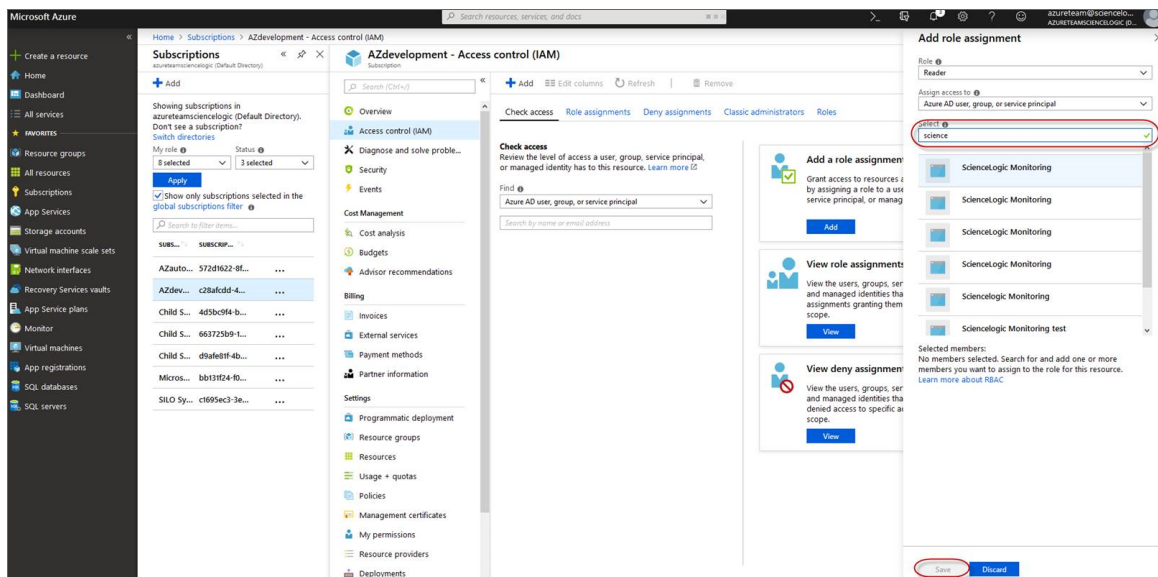 Microsoft Azure
Search resources, services, and docs
azureteam@sciencelo...
AZURETEAMSCIENCELOGIC (D...
Create a resource
Home
Dashboard
All services
FAVORITES
Resource groups
All resources
Subscriptions
App Services
Storage accounts
Virtual machine scale sets
Network interfaces
Recovery Services vaults
App Service plans
Monitor
Virtual machines
App registrations
SQL databases
SQL servers
Home > Subscriptions > AZdevelopment - Access control (IAM)
Subscriptions
azureteamsciencelogic (Default Directory)
Add
Showing subscriptions in
azureteamsciencelogic (Default Directory).
Don't see a subscription?
Switch directories
My role Status
8 selected 3 selected
Apply
Show only subscriptions selected in the
global subscriptions filter
Search to filter items...
SUBS... SUBSCRIP...
AZauto... 572d1622-8f... ...
AZdev... c28afcdd-4... ...
Child S... 4d5bc9f4-b... ...
Child S... 663725b9-1... ...
Child S... d9afe81f-4b... ...
Micros... bb131f24-f0... ...
SILO Sy... c1695ec3-3e... ...
AZdevelopment - Access control (IAM)
Subscription
Search (Ctrl+/)
Overview
Access control (IAM)
Diagnose and solve proble...
Security
Events
Cost Management
Cost analysis
Budgets
Advisor recommendations
Billing
Invoices
External services
Payment methods
Partner information
Settings
Programmatic deployment
Resource groups
Resources
Usage + quotas
Policies
Management certificates
My permissions
Resource providers
Deployments
Add Edit columns Refresh Remove
Check access Role assignments Deny assignments Classic administrators Roles
Check access
Review the level of access a user, group, service principal,
or managed identity has to this resource. Learn more
Find
Azure AD user, group, or service principal
Search by name or email address
Add a role assignment
Grant access to resources a
by assigning a role to a use
service principal, or manag
Add
View role assignments
View the users, groups, ser
and managed identities tha
assignments granting them
scope.
View
View deny assignment
View the users, groups, ser
and managed identities tha
denied access to specific ac
scope.
View
Add role assignment
Role
Reader
Assign access to
Azure AD user, group, or service principal
Select
science
ScienceLogic Monitoring
ScienceLogic Monitoring
ScienceLogic Monitoring
ScienceLogic Monitoring
Sciencelogic Monitoring
Sciencelogic Monitoring test
Selected members:
No members selected. Search for and add one or more
members you want to assign to the role for this resource.
Learn more about RBAC
Save Discard